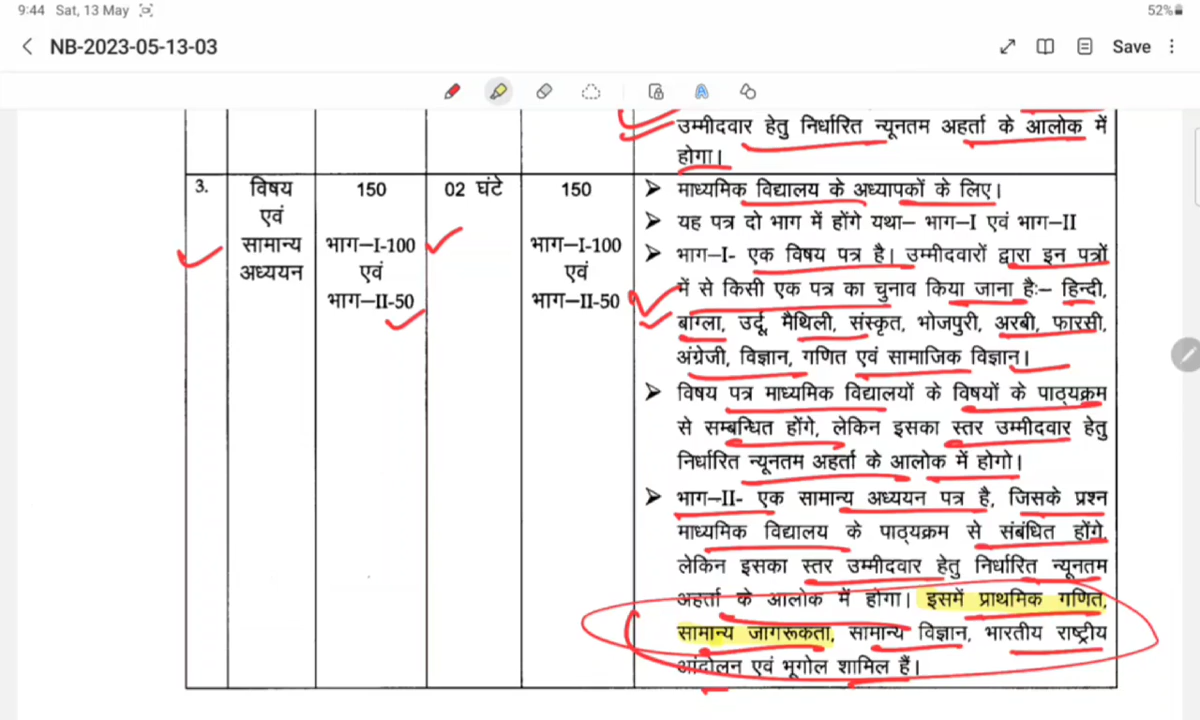 9:44 Sat, 13 May
52%
NB-2023-05-13-03
Save
उम्मीदवार हेतु निर्धारित न्यूनतम अहर्ता के आलोक में
होगा।
3.
विषय
एवं
सामान्य
अध्ययन
150
भाग–I-100
एवं
भाग–II-50
02 घंटे
150
भाग–I-100
एवं
भाग–II-50
➢ माध्यमिक विद्यालय के अध्यापकों के लिए।
➢ यह पत्र दो भाग में होंगे यथा– भाग–I एवं भाग–II
➢ भाग–I- एक विषय पत्र है। उम्मीदवारों द्वारा इन पत्रों
में से किसी एक पत्र का चुनाव किया जाना है:– हिन्दी,
बांग्ला, उर्दू, मैथिली, संस्कृत, भोजपुरी, अरबी, फारसी,
अंग्रेजी, विज्ञान, गणित एवं सामाजिक विज्ञान।
➢ विषय पत्र माध्यमिक विद्यालयों के विषयों के पाठ्यक्रम
से सम्बन्धित होंगे, लेकिन इसका स्तर उम्मीदवार हेतु
निर्धारित न्यूनतम अहर्ता के आलोक में होगो।
➢ भाग–II- एक सामान्य अध्ययन पत्र है, जिसके प्रश्न
माध्यमिक विद्यालय के पाठ्यक्रम से संबंधित होंगे,
लेकिन इसका स्तर उम्मीदवार हेतु निर्धारित न्यूनतम
अहर्ता के आलोक में होगा। इसमें प्राथमिक गणित,
सामान्य जागरूकता, सामान्य विज्ञान, भारतीय राष्ट्रीय
आंदोलन एवं भूगोल शामिल हैं।